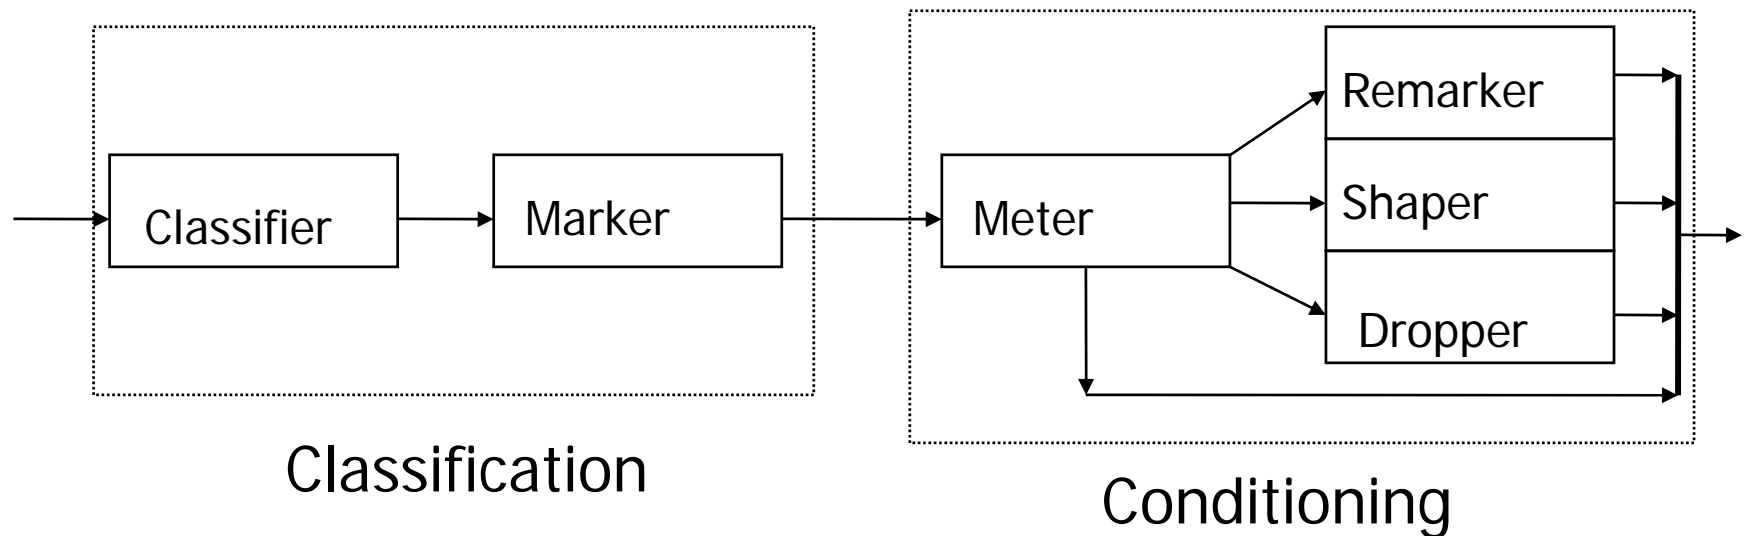 Classifier
Marker
Meter
Remarker
Shaper
Dropper
Classification
Conditioning